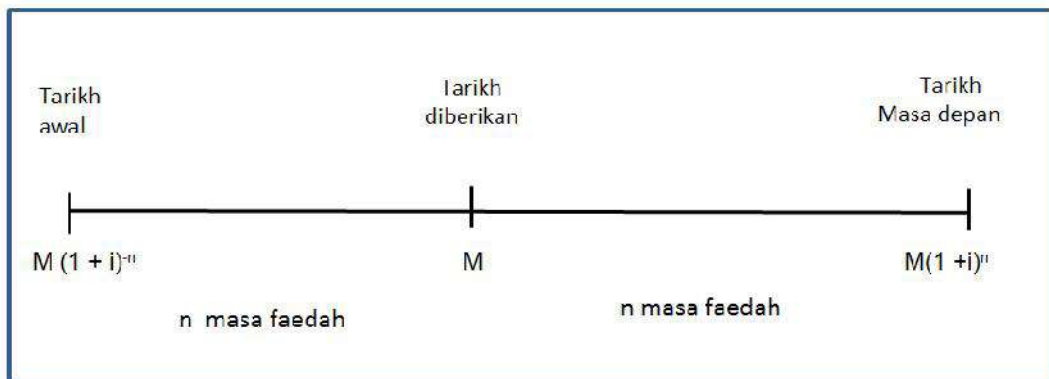 Tarikh
awal
Tarikh
diberikan
Tarikh
Masa depan
M (1 + i)⁻ⁿ
M
M(1 +i)ⁿ
n masa faedah
n masa faedah